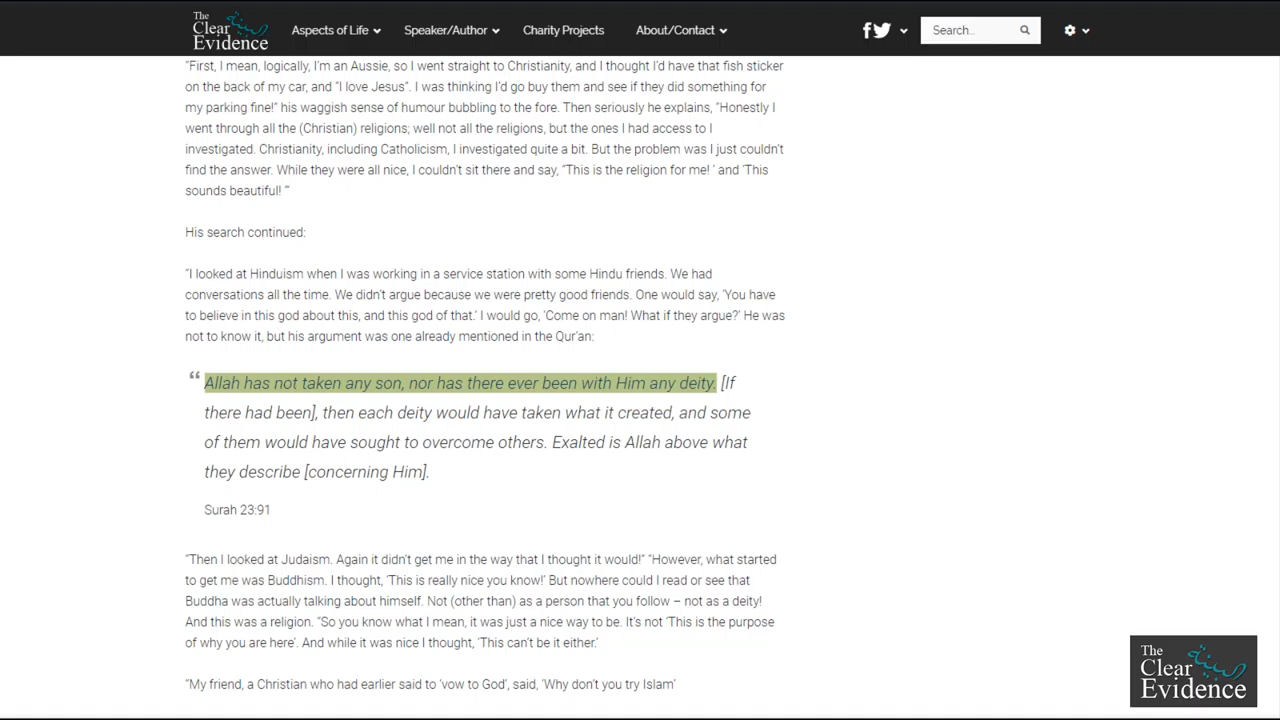 The
Clear
Evidence
البينة
Aspects of Life
Speaker/Author
Charity Projects
About/Contact
Search...
“First, I mean, logically, I’m an Aussie, so I went straight to Christianity, and I thought I’d have that fish sticker
on the back of my car, and “I love Jesus”. I was thinking I’d go buy them and see if they did something for
my parking fine!” his waggish sense of humour bubbling to the fore. Then seriously he explains, “Honestly I
went through all the (Christian) religions; well not all the religions, but the ones I had access to I
investigated. Christianity, including Catholicism, I investigated quite a bit. But the problem was I just couldn’t
find the answer. While they were all nice, I couldn’t sit there and say, “This is the religion for me! ’ and ‘This
sounds beautiful! ’”
His search continued:
“I looked at Hinduism when I was working in a service station with some Hindu friends. We had
conversations all the time. We didn’t argue because we were pretty good friends. One would say, ‘You have
to believe in this god about this, and this god of that.’ I would go, ‘Come on man! What if they argue?’ He was
not to know it, but his argument was one already mentioned in the Qur’an:
“ Allah has not taken any son, nor has there ever been with Him any deity. [If
there had been], then each deity would have taken what it created, and some
of them would have sought to overcome others. Exalted is Allah above what
they describe [concerning Him].
Surah 23:91
“Then I looked at Judaism. Again it didn’t get me in the way that I thought it would!” “However, what started
to get me was Buddhism. I thought, ‘This is really nice you know!’ But nowhere could I read or see that
Buddha was actually talking about himself. Not (other than) as a person that you follow – not as a deity!
And this was a religion. “So you know what I mean, it was just a nice way to be. It’s not ‘This is the purpose
of why you are here’. And while it was nice I thought, ‘This can’t be it either.’
“My friend, a Christian who had earlier said to ‘vow to God’, said, ‘Why don’t you try Islam’
The
Clear
Evidence
البينة